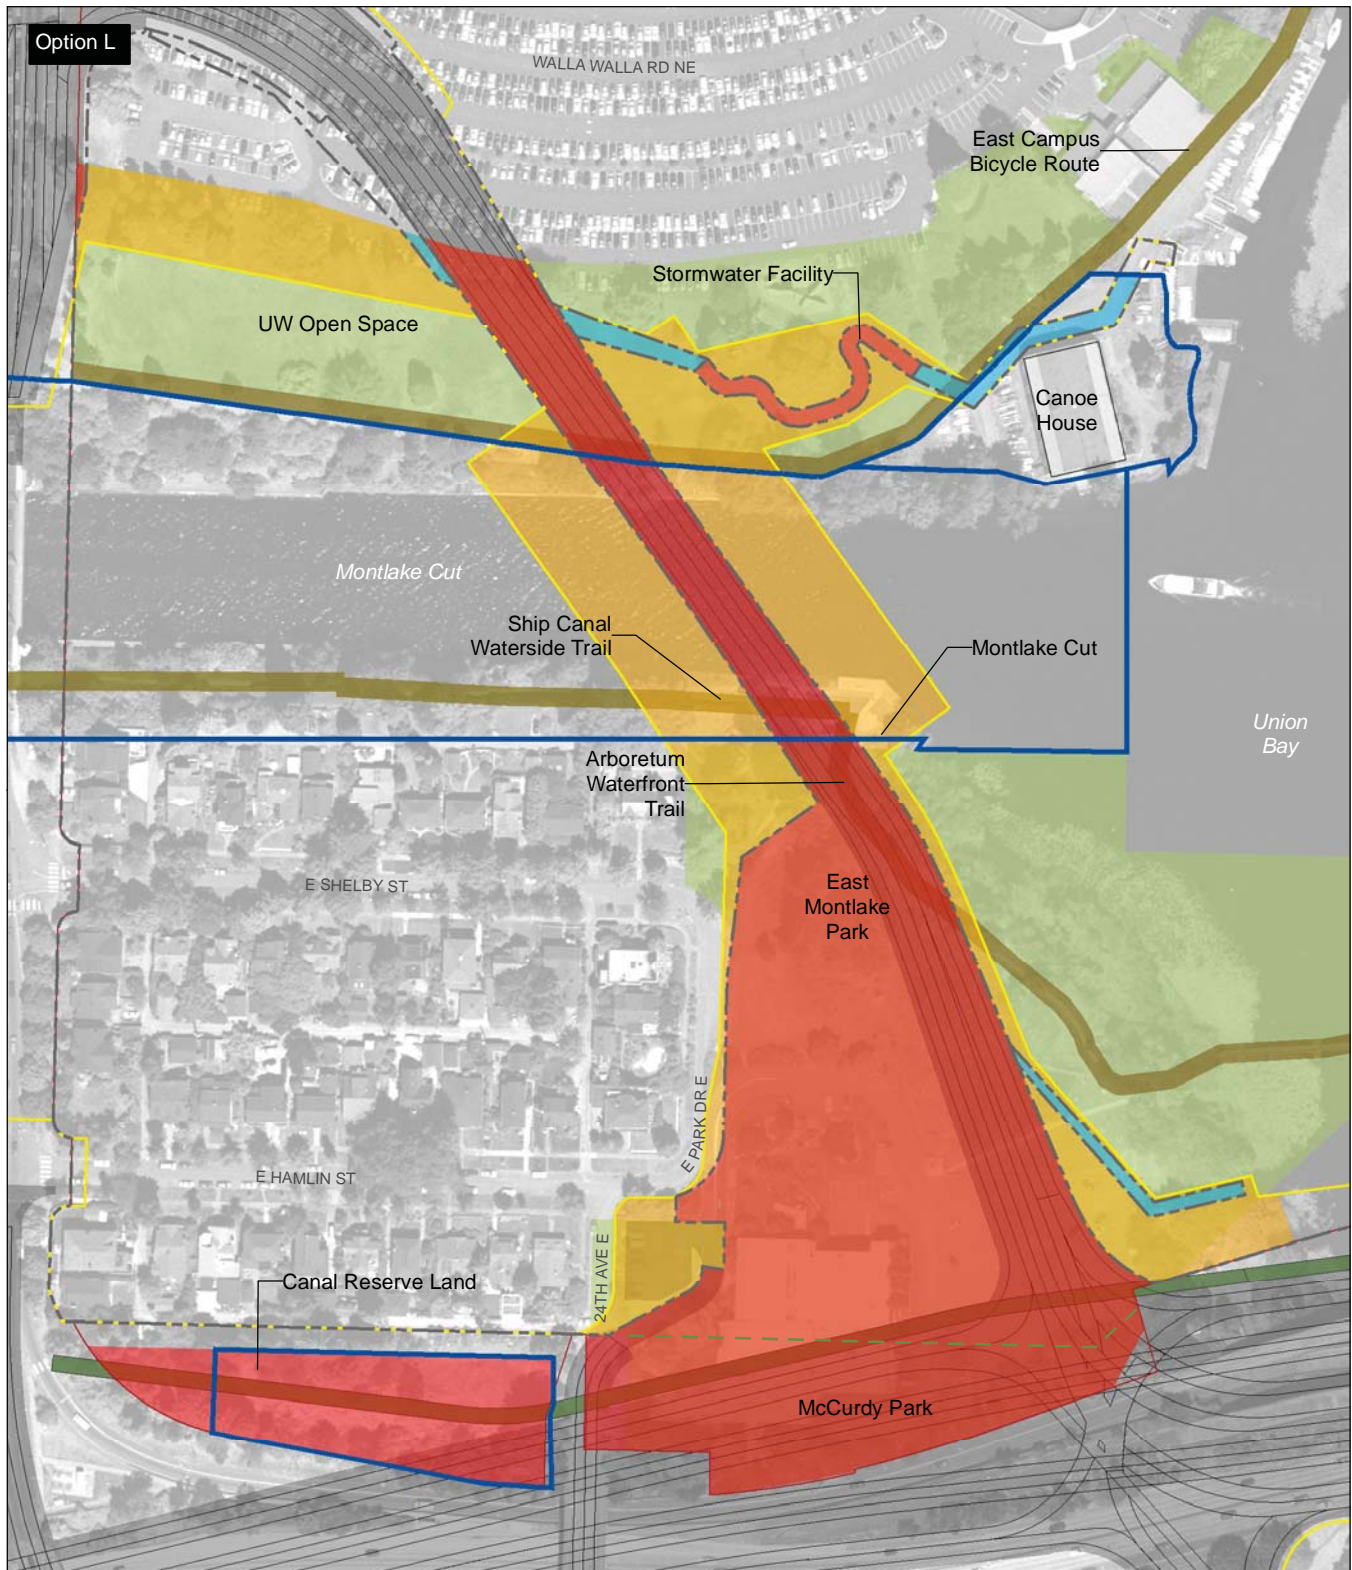 Option L
WALLA WALLA RD NE
East Campus
Bicycle Route
Stormwater Facility
UW Open Space
Canoe
House
Montlake Cut
Ship Canal
Waterside Trail
Montlake Cut
Union
Bay
Arboretum
Waterfront
Trail
East
Montlake
Park
E SHELBY ST
E PARK DR E
E HAMLIN ST
24TH AVE E
Canal Reserve Land
McCurdy Park